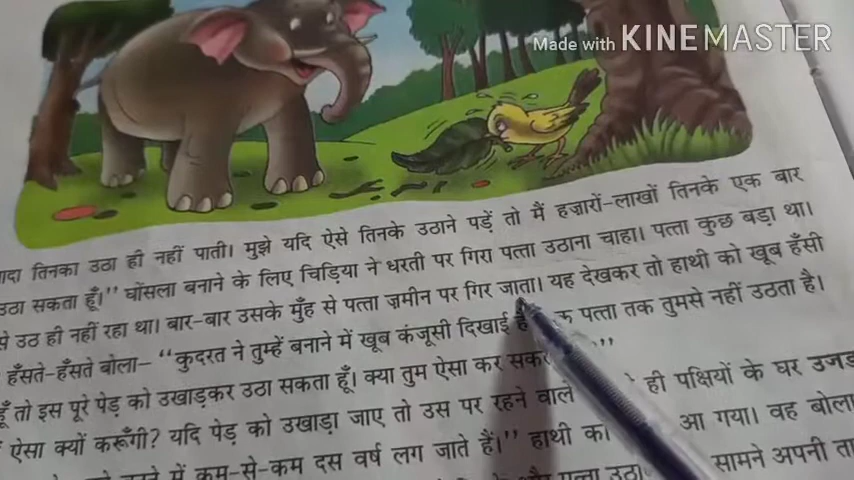 Made with KINEMASTER
तिनका उठा ही नहीं पाती। मुझे यदि ऐसे तिनके उठाने पड़ें तो मैं हज़ारों-लाखों तिनके एक बार
उठा सकता हूँ।" घोंसला बनाने के लिए चिड़िया ने धरती पर गिरा पत्ता उठाना चाहा। पत्ता कुछ बड़ा था।
से उठ ही नहीं रहा था। बार-बार उसके मुँह से पत्ता ज़मीन पर गिर जाता। यह देखकर तो हाथी को खूब हँसी
हँसते-हँसते बोला- "कुदरत ने तुम्हें बनाने में खूब कंजूसी दिखाई पत्ता तक तुमसे नहीं उठता है।
तो इस पूरे पेड़ को उखाड़कर उठा सकता हूँ। क्या तुम ऐसा कर
ऐसा क्यों करूँगी? यदि पेड़ को उखाड़ा जाए तो उस पर रहने वाले ही पक्षियों के घर उजड़
में कम-से-कम दस वर्ष लग जाते हैं।" हाथी आ गया। वह बोला
सामने अपनी